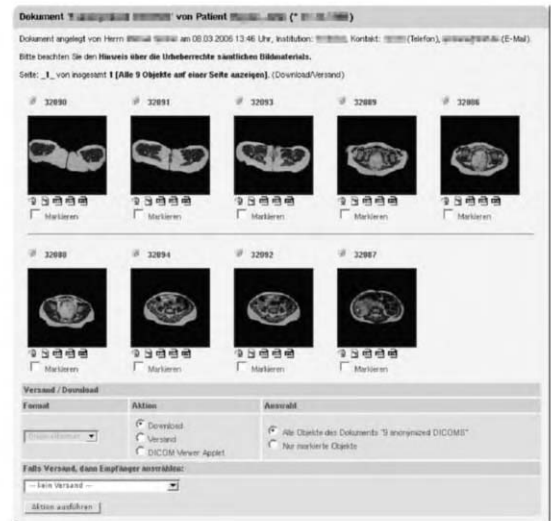 Dokument von Patient (*
Dokument angelegt von Herrn am 08.03.2006 13:46 Uhr, Institution: Kontakt: (Telefon), (E-Mail).
Bitte beachten Sie den Hinweis über die Urheberrechte sämtlichen Bildmaterials.
Seite: _1_ von insgesamt 1 [Alle 9 Objekte auf einer Seite anzeigen]. (Download/Versand)
32090 32091 32093 32089 32086
Markieren Markieren Markieren Markieren Markieren
32088 32094 32092 32087
Markieren Markieren Markieren Markieren
Versand / Download
Format Aktion Auswahl
Download
Versand
DICOM Viewer Applet
Alle Objekte des Dokuments "9 anonymized DICOMS"
Nur markierte Objekte
Falls Versand, dann Empfänger auswählen:
-- kein Versand --
Aktion ausführen